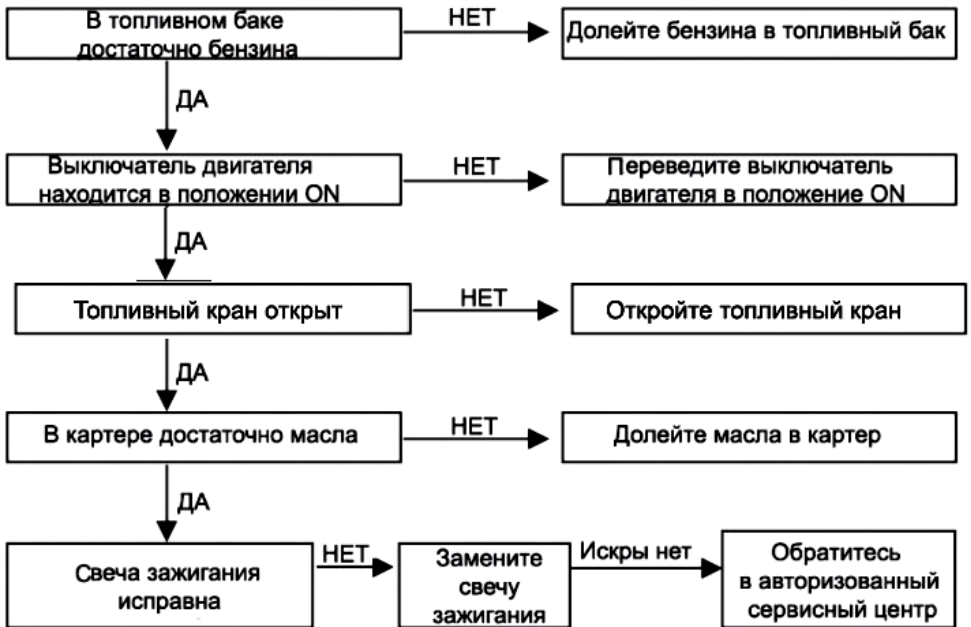 В топливном баке
достаточно бензина
НЕТ
Долейте бензина в топливный бак
ДА
Выключатель двигателя
находится в положении ON
НЕТ
Переведите выключатель
двигателя в положение ON
ДА
Топливный кран открыт
НЕТ
Откройте топливный кран
ДА
В картере достаточно масла
НЕТ
Долейте масла в картер
ДА
Свеча зажигания
исправна
НЕТ
Замените
свечу
зажигания
Искры нет
Обратитесь
в авторизованный
сервисный центр